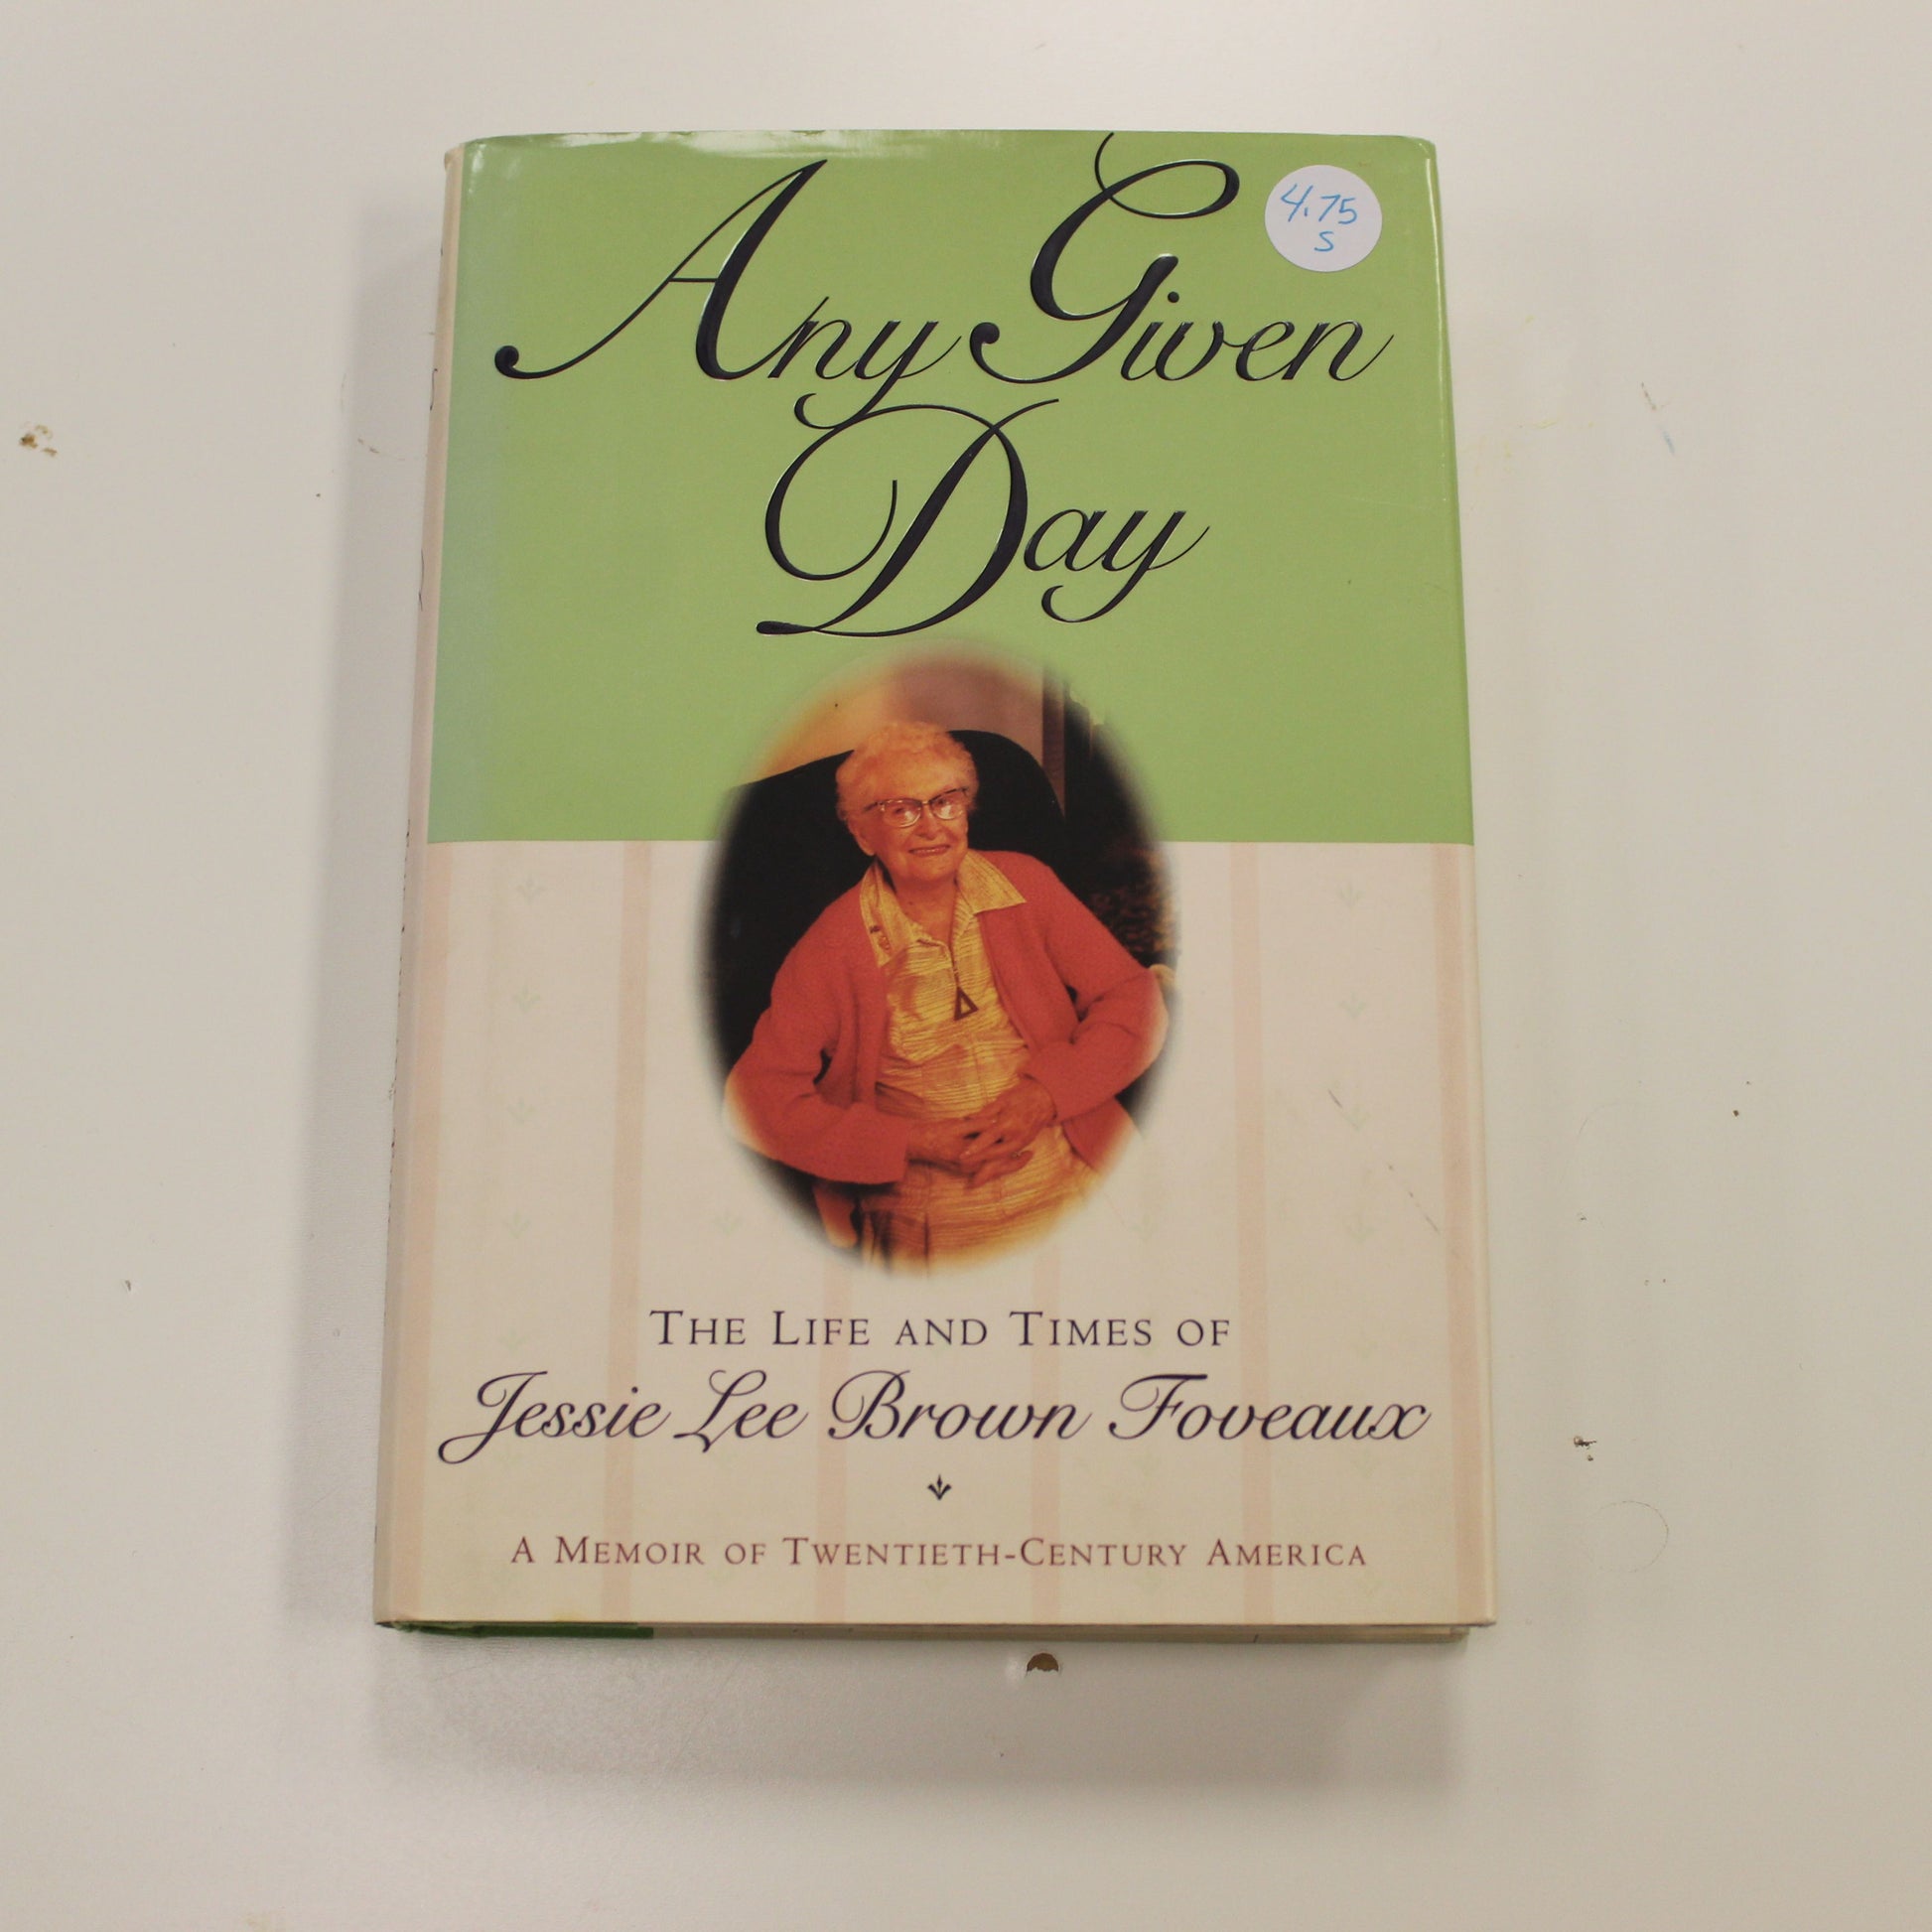 Any Given
Day
4.75
S
The Life and Times of
Jessie Lee Brown Foveaux
A Memoir of Twentieth-Century America